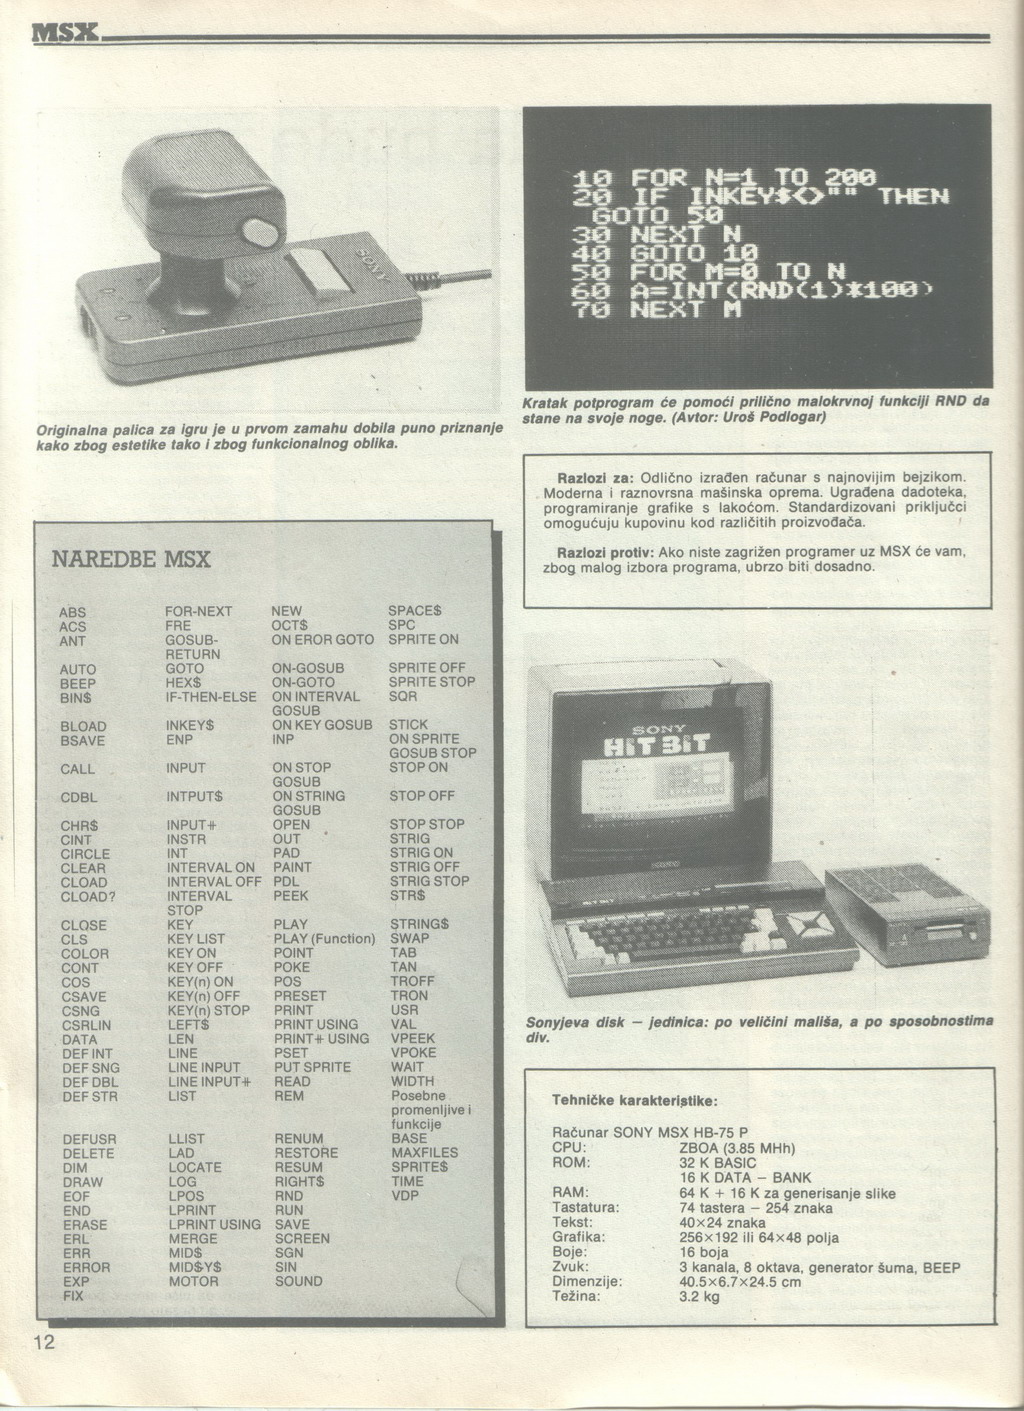 MSX
SONY
Originalna palica za igru je u prvom zamahu dobila puno priznanje
kako zbog estetike tako i zbog funkcionalnog oblika.
10 FOR N=1 TO 200
20 IF INKEY$<>"" THEN
GOTO 50
30 NEXT N
40 GOTO 10
50 FOR M=0 TO N
60 A=INT(RND(1)*100)
70 NEXT M
Kratak potprogram će pomoći prilično malokrvnoj funkciji RND da
stane na svoje noge. (Avtor: Uroš Podlogar)
Razlozi za: Odlično izrađen računar s najnovijim bejzikom.
Moderna i raznovrsna mašinska oprema. Ugrađena dadoteka,
programiranje grafike s lakoćom. Standardizovani priključci
omogućuju kupovinu kod različitih proizvođača.
Razlozi protiv: Ako niste zagrižen programer uz MSX će vam,
zbog malog izbora programa, ubrzo biti dosadno.
NAREDBE MSX
ABS
ACS
ANT
AUTO
BEEP
BIN$
BLOAD
BSAVE
CALL
CDBL
CHR$
CINT
CIRCLE
CLEAR
CLOAD
CLOAD?
CLOSE
CLS
COLOR
CONT
COS
CSAVE
CSNG
CSRLIN
DATA
DEF INT
DEF SNG
DEF DBL
DEF STR
DEFUSR
DELETE
DIM
DRAW
EOF
END
ERASE
ERL
ERR
ERROR
EXP
FIX
FOR-NEXT
FRE
GOSUB-
RETURN
GOTO
HEX$
IF-THEN-ELSE
INKEY$
ENP
INPUT
INTPUT$
INPUT#
INSTR
INT
INTERVAL ON
INTERVAL OFF
INTERVAL
STOP
KEY
KEY LIST
KEY ON
KEY OFF
KEY(n) ON
KEY(n) OFF
KEY(n) STOP
LEFT$
LEN
LINE
LINE INPUT
LINE INPUT#
LIST
LLIST
LAD
LOCATE
LOG
LPOS
LPRINT
LPRINT USING
MERGE
MID$
MID$-Y$
MOTOR
NEW
OCT$
ON EROR GOTO
ON-GOSUB
ON-GOTO
ON INTERVAL
GOSUB
ON KEY GOSUB
INP
ON STOP
GOSUB
ON STRING
GOSUB
OPEN
OUT
PAD
PAINT
PDL
PEEK
PLAY
PLAY (Function)
POINT
POKE
POS
PRESET
PRINT
PRINT USING
PRINT# USING
PSET
PUT SPRITE
READ
REM
RENUM
RESTORE
RESUM
RIGHT$
RND
RUN
SAVE
SCREEN
SGN
SIN
SOUND
SPACE$
SPC
SPRITE ON
SPRITE OFF
SPRITE STOP
SQR
STICK
ON SPRITE
GOSUB STOP
STOP ON
STOP OFF
STOP STOP
STRIG
STRIG ON
STRIG OFF
STRIG STOP
STR$
STRING$
SWAP
TAB
TAN
TROFF
TRON
USR
VAL
VPEEK
VPOKE
WAIT
WIDTH
Posebne
promenljive i
funkcije
BASE
MAXFILES
SPRITE$
TIME
VDP
SONY
HIT BIT
Sonyjeva disk – jedinica: po veličini mališa, a po sposobnostima
div.
Tehničke karakteristike:
Računar SONY MSX HB-75 P
CPU: ZBOA (3.85 MHh)
ROM: 32 K BASIC
16 K DATA – BANK
RAM: 64 K + 16 K za generisanje slike
Tastatura: 74 tastera – 254 znaka
Tekst: 40×24 znaka
Grafika: 256×192 ili 64×48 polja
Boje: 16 boja
Zvuk: 3 kanala, 8 oktava, generator šuma, BEEP
Dimenzije: 40.5×6.7×24.5 cm
Težina: 3.2 kg
12